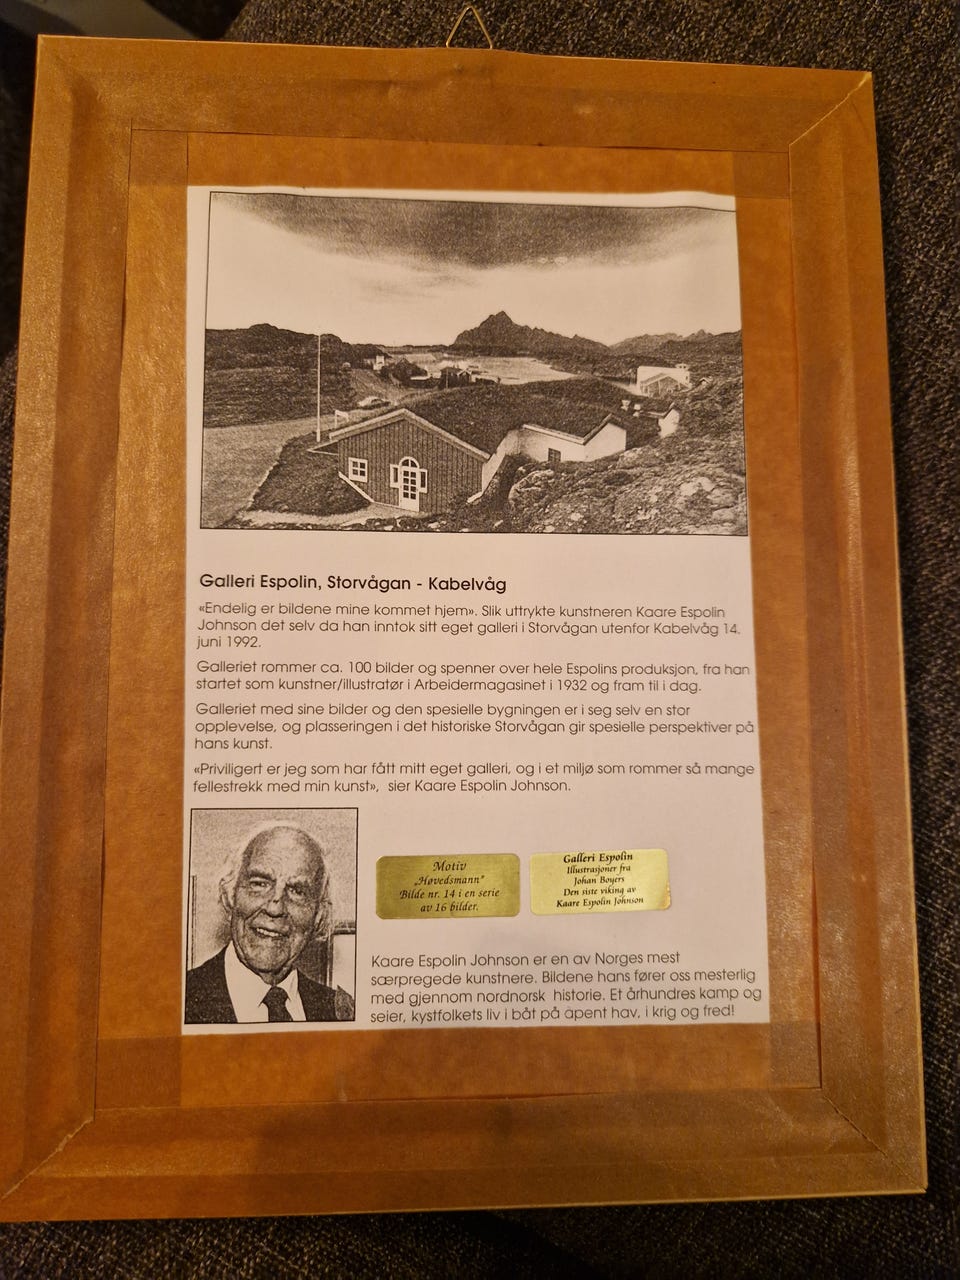 Galleri Espolin, Storvågan - Kabelvåg
«Endelig er bildene mine kommet hjem». Slik uttrykte kunstneren Kaare Espolin
Johnson det selv da han inntok sitt eget galleri i Storvågan utenfor Kabelvåg 14.
juni 1992.
Galleriet rommer ca. 100 bilder og spenner over hele Espolins produksjon, fra han
startet som kunstner/illustratør i Arbeidermagasinet i 1932 og fram til i dag.
Galleriet med sine bilder og den spesielle bygningen er i seg selv en stor
opplevelse, og plasseringen i det historiske Storvågan gir spesielle perspektiver på
hans kunst.
«Priviligert er jeg som har fått mitt eget galleri, og i et miljø som rommer så mange
fellestrekk med min kunst», sier Kaare Espolin Johnson.
Motiv
„Høvedsmann"
Bilde nr. 14 i en serie
av 16 bilder.
Galleri Espolin
Illustrasjoner fra
Johan Boyers
Den siste viking av
Kaare Espolin Johnson
Kaare Espolin Johnson er en av Norges mest
særpregede kunstnere. Bildene hans fører oss mesterlig
med gjennom nordnorsk historie. Et århundres kamp og
seier, kystfolkets liv i båt på åpent hav, i krig og fred!